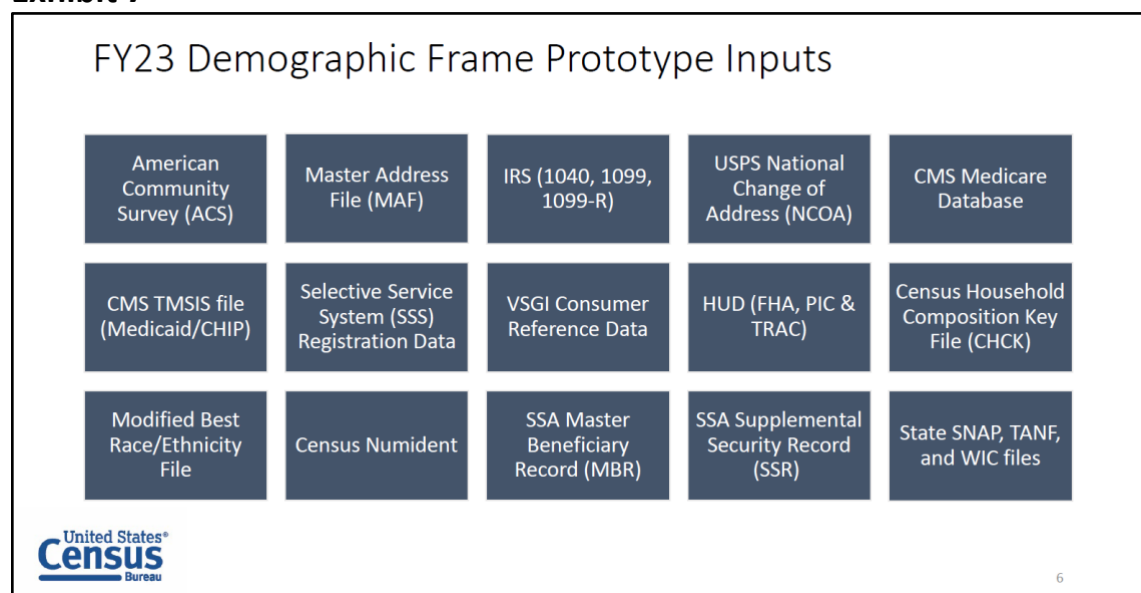 FY23 Demographic Frame Prototype Inputs
American
Community
Survey (ACS)
Master Address
File (MAF)
IRS (1040, 1099,
1099-R)
USPS National
Change of
Address (NCOA)
CMS Medicare
Database
CMS TMSIS file
(Medicaid/CHIP)
Selective Service
System (SSS)
Registration Data
VSGI Consumer
Reference Data
HUD (FHA, PIC &
TRAC)
Census Household
Composition Key
File (CHCK)
Modified Best
Race/Ethnicity
File
Census Numident
SSA Master
Beneficiary
Record (MBR)
SSA Supplemental
Security Record
(SSR)
State SNAP, TANF,
and WIC files
United States®
Census
Bureau
6